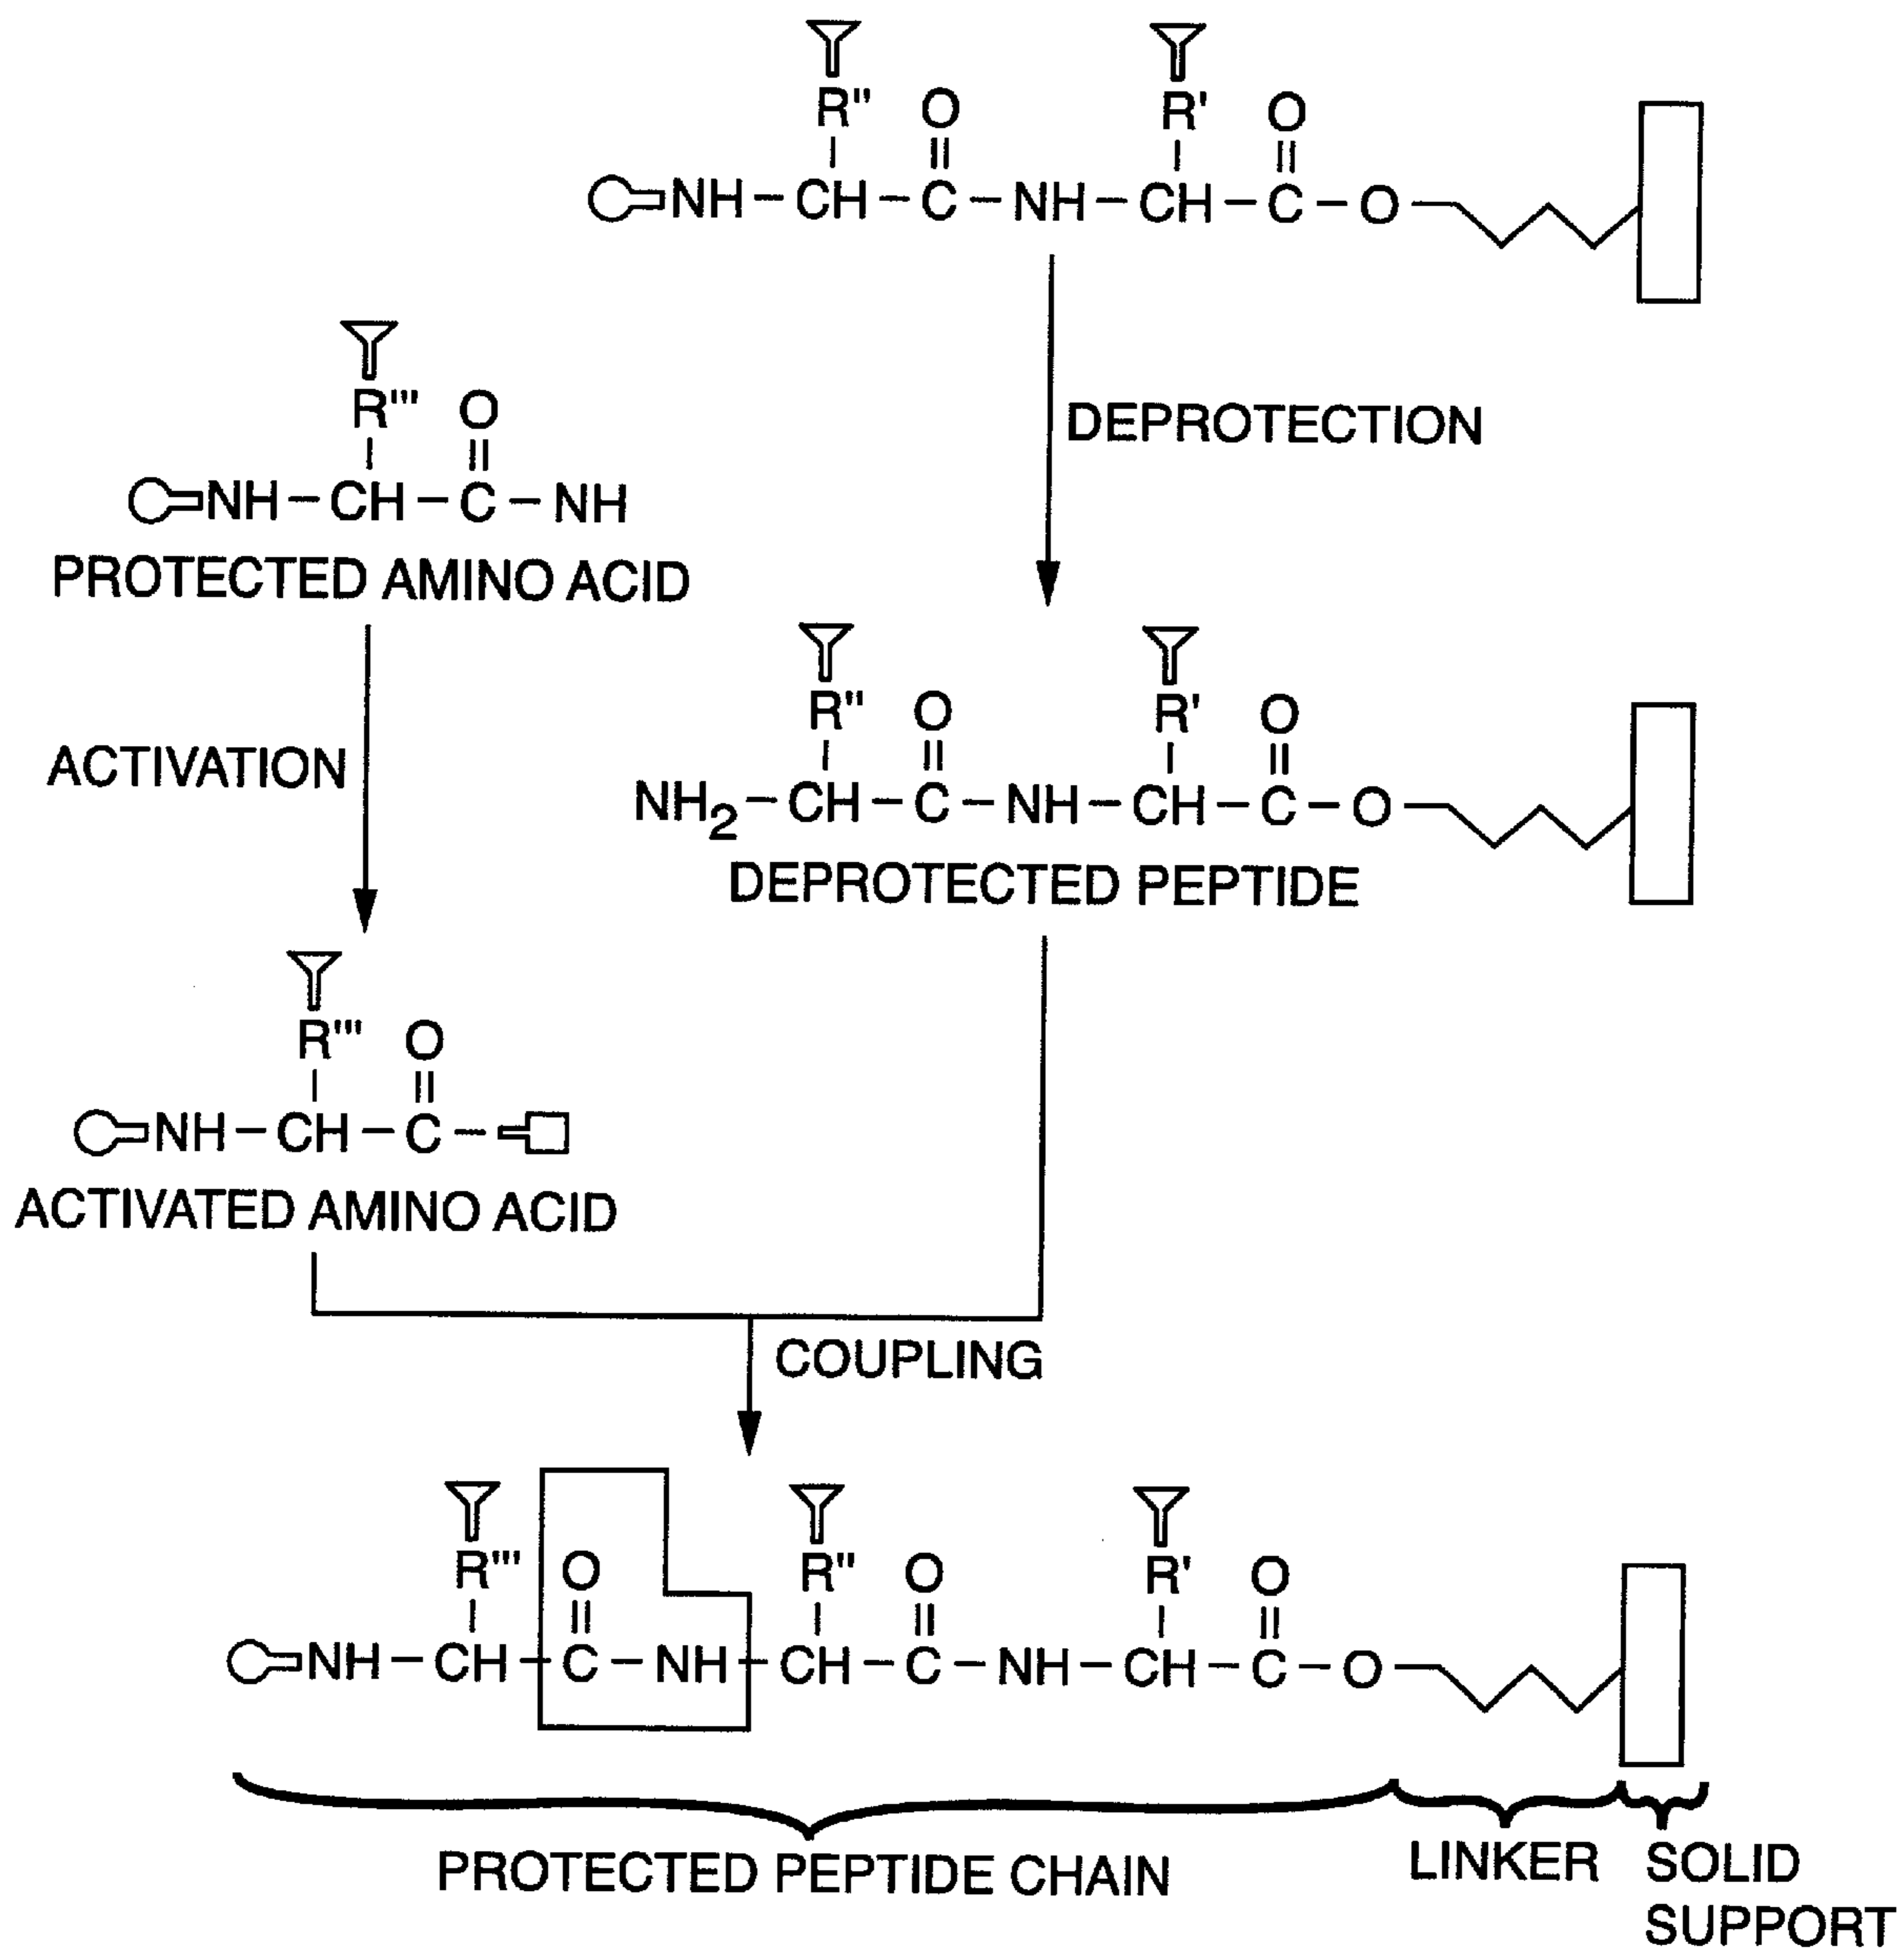 R" O R' O
NH-CH-C-NH-CH-C-O
R''' O
NH-CH-C-NH
PROTECTED AMINO ACID
DEPROTECTION
ACTIVATION
R" O R' O
NH2-CH-C-NH-CH-C-O
DEPROTECTED PEPTIDE
R''' O
NH-CH-C-
ACTIVATED AMINO ACID
COUPLING
R''' O R" O R' O
NH-CH-C-NH-CH-C-NH-CH-C-O
PROTECTED PEPTIDE CHAIN
LINKER
SOLID
SUPPORT